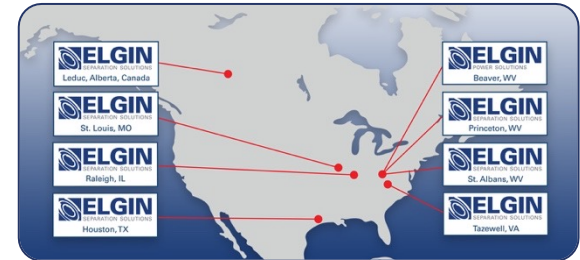 ELGIN
SEPARATION SOLUTIONS
Leduc, Alberta, Canada
ELGIN
SEPARATION SOLUTIONS
St. Louis, MO
ELGIN
SEPARATION SOLUTIONS
Raleigh, IL
ELGIN
SEPARATION SOLUTIONS
Houston, TX
ELGIN
POWER SOLUTIONS
Beaver, WV
ELGIN
SEPARATION SOLUTIONS
Princeton, WV
ELGIN
SEPARATION SOLUTIONS
St. Albans, WV
ELGIN
SEPARATION SOLUTIONS
Tazewell, VA